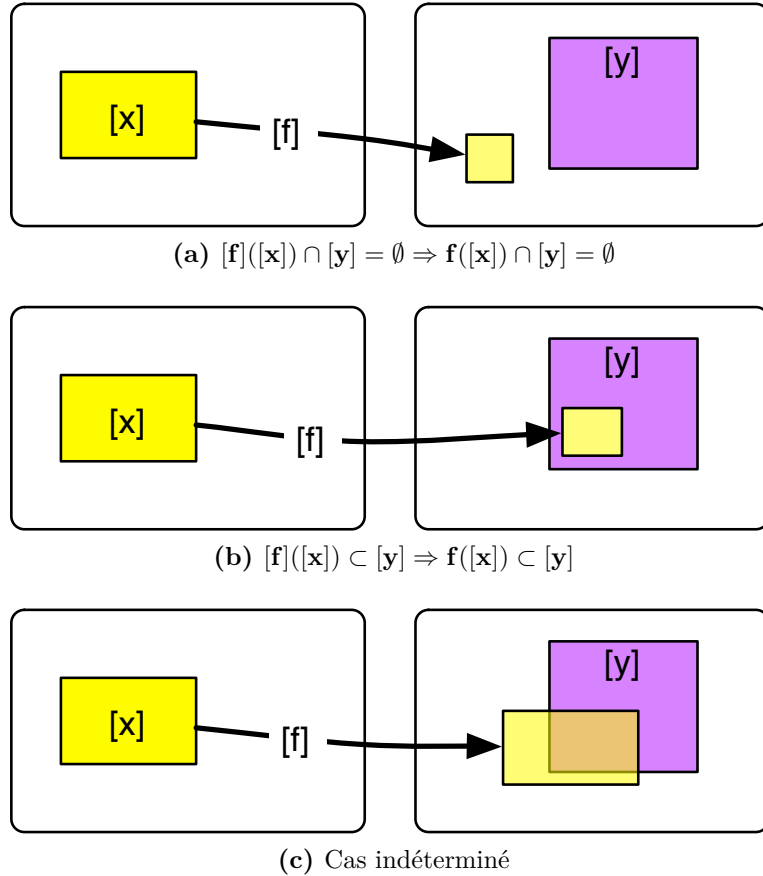 [x] [f] [y]
(a) [f]([x]) ∩ [y] = ∅ ⇒ f([x]) ∩ [y] = ∅
[x] [f] [y]
(b) [f]([x]) ⊂ [y] ⇒ f([x]) ⊂ [y]
[x] [f] [y]
(c) Cas indéterminé